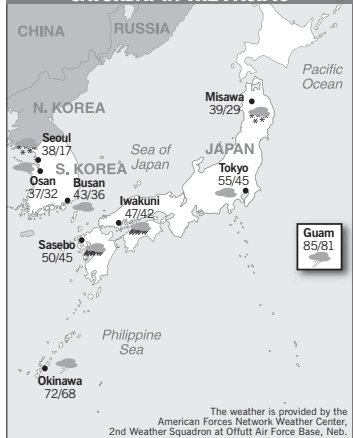 CHINA
RUSSIA
Pacific
Ocean
Misawa
39/29
N. KOREA
Seoul
38/17
Sea of
Japan
JAPAN
S. KOREA
Tokyo
55/45
Osan
37/32
Busan
43/36
Iwakuni
47/42
Guam
85/81
Sasebo
50/45
Philippine
Sea
Okinawa
72/68
The weather is provided by the
American Forces Network Weather Center,
2nd Weather Squadron at Offutt Air Force Base, Neb.